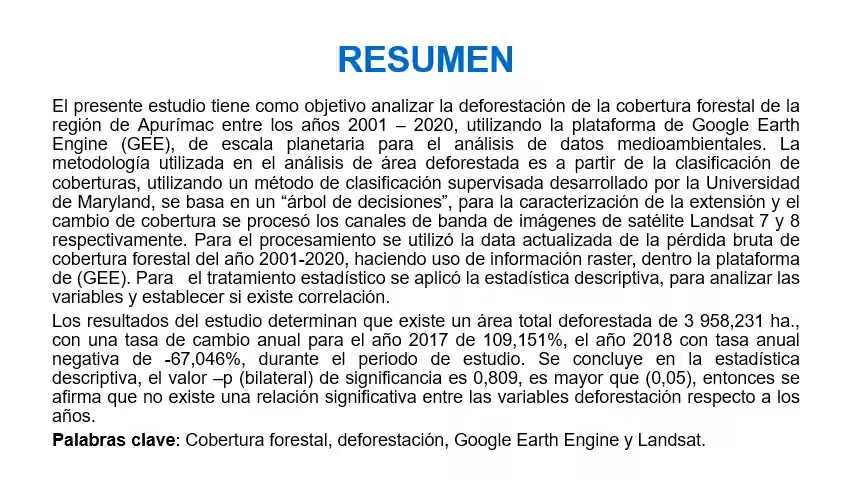 RESUMEN
El presente estudio tiene como objetivo analizar la deforestación de la cobertura forestal de la
región de Apurímac entre los años 2001 – 2020, utilizando la plataforma de Google Earth
Engine (GEE), de escala planetaria para el análisis de datos medioambientales. La
metodología utilizada en el análisis de área deforestada es a partir de la clasificación de
coberturas, utilizando un método de clasificación supervisada desarrollado por la Universidad
de Maryland, se basa en un “árbol de decisiones”, para la caracterización de la extensión y el
cambio de cobertura se procesó los canales de banda de imágenes de satélite Landsat 7 y 8
respectivamente. Para el procesamiento se utilizó la data actualizada de la pérdida bruta de
cobertura forestal del año 2001-2020, haciendo uso de información raster, dentro la plataforma
de (GEE). Para el tratamiento estadístico se aplicó la estadística descriptiva, para analizar las
variables y establecer si existe correlación.
Los resultados del estudio determinan que existe un área total deforestada de 3 958,231 ha.,
con una tasa de cambio anual para el año 2017 de 109,151%, el año 2018 con tasa anual
negativa de -67,046%, durante el periodo de estudio. Se concluye en la estadística
descriptiva, el valor –p (bilateral) de significancia es 0,809, es mayor que (0,05), entonces se
afirma que no existe una relación significativa entre las variables deforestación respecto a los
años.
Palabras clave: Cobertura forestal, deforestación, Google Earth Engine y Landsat.